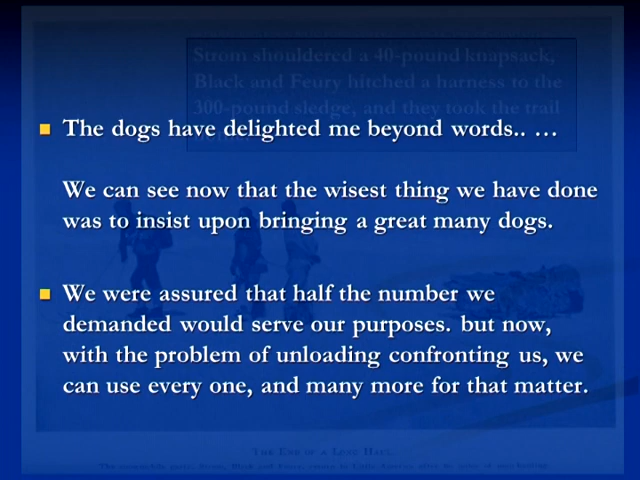 Strom shouldered a 40-pound knapsack,
Black and Feury hitched a harness to the
300-pound sledge, and they took the trail
The dogs have delighted me beyond words.. …
We can see now that the wisest thing we have done
was to insist upon bringing a great many dogs.
We were assured that half the number we
demanded would serve our purposes. but now,
with the problem of unloading confronting us, we
can use every one, and many more for that matter.
The End of a Long Haul